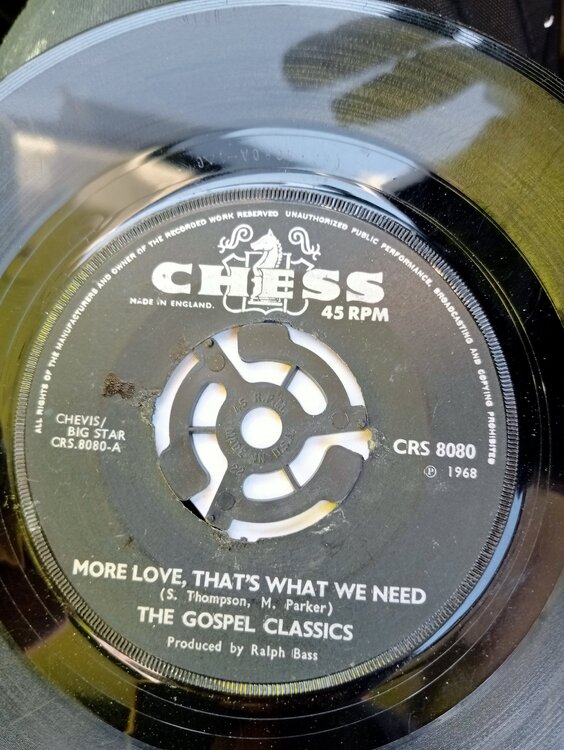 ALL RIGHTS OF THE MANUFACTURERS AND OWNER OF THE RECORDED WORK RESERVED UNAUTHORIZED PUBLIC PERFORMANCE, BROADCASTING AND COPYING PROHIBITED
CHESS
MADE IN ENGLAND.
45 RPM
CHEVIS/
BIG STAR
CRS.8080-A
CRS 8080
Ⓟ 1968
45 R.P.M
MADE IN
MORE LOVE, THAT'S WHAT WE NEED
(S. Thompson, M. Parker)
THE GOSPEL CLASSICS
Produced by Ralph Bass